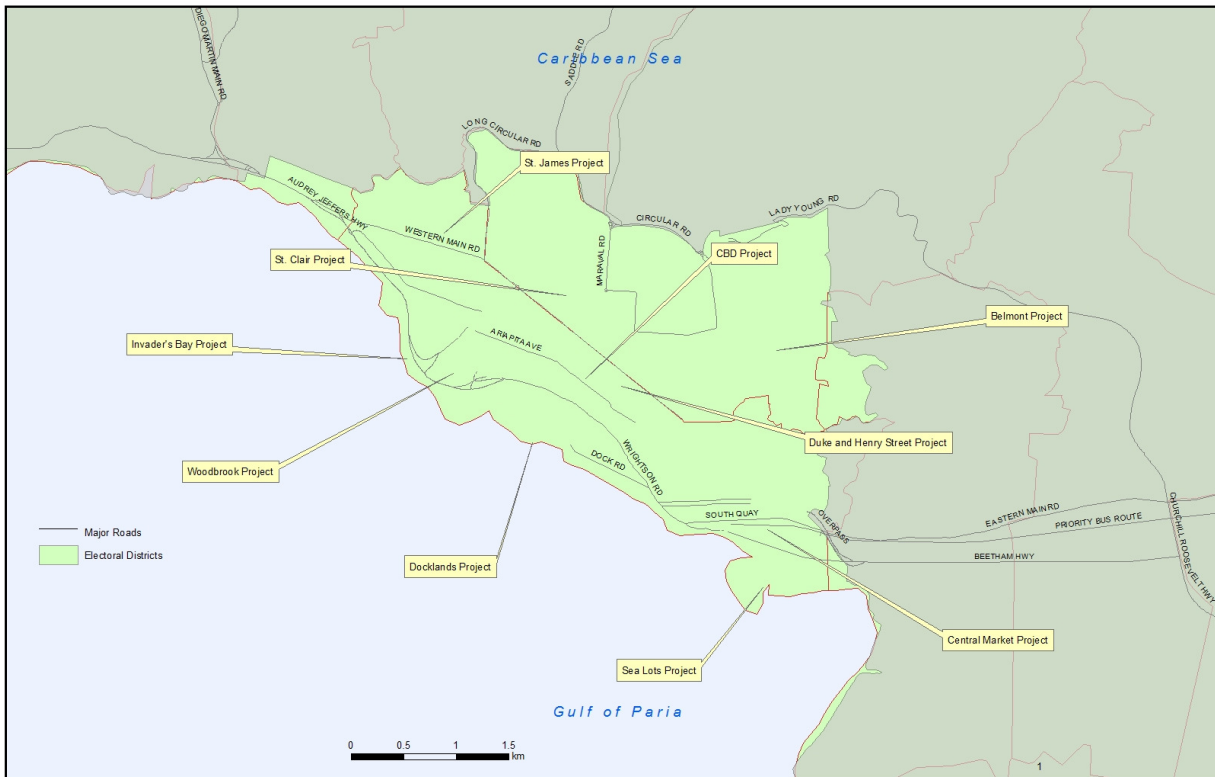 DIEGO MARTIN MAIN RD
Caribbean Sea
SADDLE RD
LONG CIRCULAR RD
St. James Project
AUDREY JEFFERS HWY
WESTERN MAIN RD
LADY YOUNG RD
CIRCULAR RD
MARAVAL RD
St. Clair Project
CBD Project
Belmont Project
Invader's Bay Project
ARIAPITA AVE
Duke and Henry Street Project
Woodbrook Project
WRIGHTSON RD
DOCK RD
SOUTH QUAY
OVERPASS
EASTERN MAIN RD
PRIORITY BUS ROUTE
CHURCHILL ROOSEVELT HWY
BEETHAM HWY
Major Roads
Electoral Districts
Docklands Project
Central Market Project
Sea Lots Project
Gulf of Paria
0 0.5 1 1.5
km
1